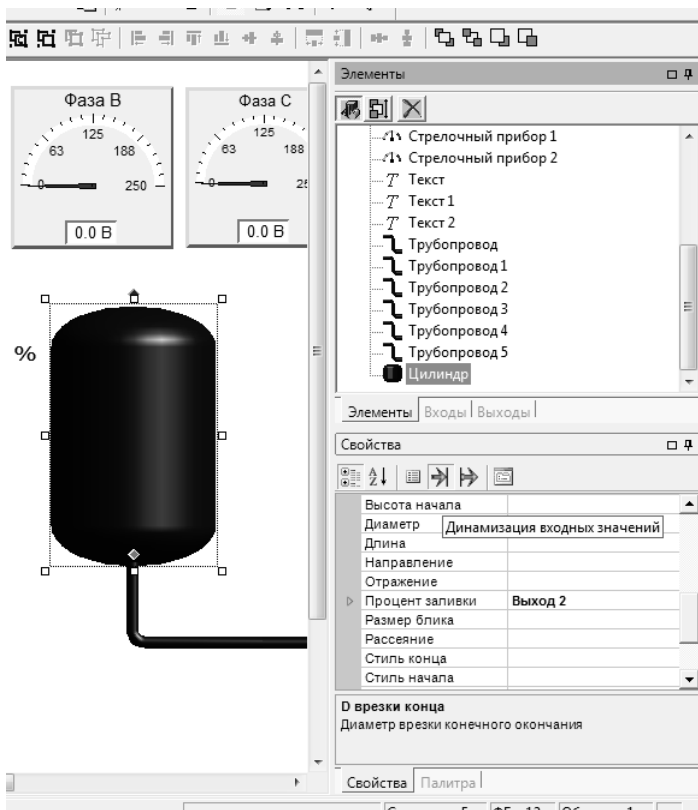 Элементы
Фаза B
Фаза C
125
125
63
188
63
188
0
250
0
0.0 В
0.0 В
%
Стрелочный прибор 1
Стрелочный прибор 2
T Текст
T Текст 1
T Текст 2
Трубопровод
Трубопровод 1
Трубопровод 2
Трубопровод 3
Трубопровод 4
Трубопровод 5
Цилиндр
Элементы Входы Выходы
Свойства
Высота начала
Диаметр
Динамизация входных значений
Длина
Направление
Отражение
Процент заливки Выход 2
Размер блика
Рассеяние
Стиль конца
Стиль начала
D врезки конца
Диаметр врезки конечного окончания
Свойства Палитра